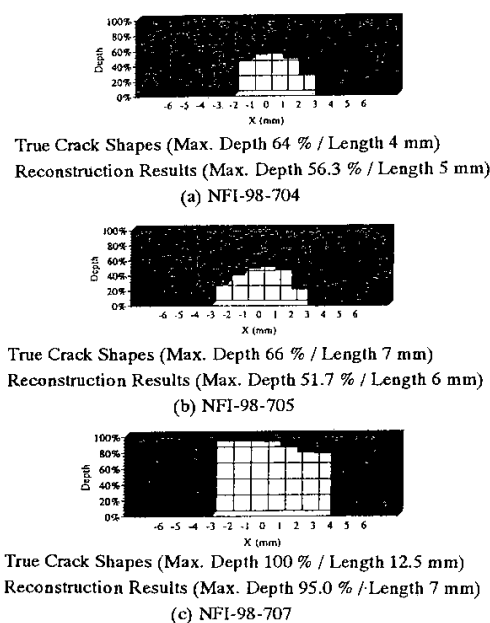 100%
80%
60%
40%
20%
0%
Depth
-6 -5 -4 -3 -2 -1 0 1 2 3 4 5 6
X (mm)
True Crack Shapes (Max. Depth 64 % / Length 4 mm)
Reconstruction Results (Max. Depth 56.3 % / Length 5 mm)
(a) NFI-98-704
100%
80%
60%
40%
20%
0%
Depth
-6 -5 -4 -3 -2 -1 0 1 2 3 4 5 6
X (mm)
True Crack Shapes (Max. Depth 66 % / Length 7 mm)
Reconstruction Results (Max. Depth 51.7 % / Length 6 mm)
(b) NFI-98-705
100%
80%
60%
40%
20%
0%
Depth
-6 -5 -4 -3 -2 -1 0 1 2 3 4 5 6
X (mm)
True Crack Shapes (Max. Depth 100 % / Length 12.5 mm)
Reconstruction Results (Max. Depth 95.0 % / Length 7 mm)
(c) NFI-98-707